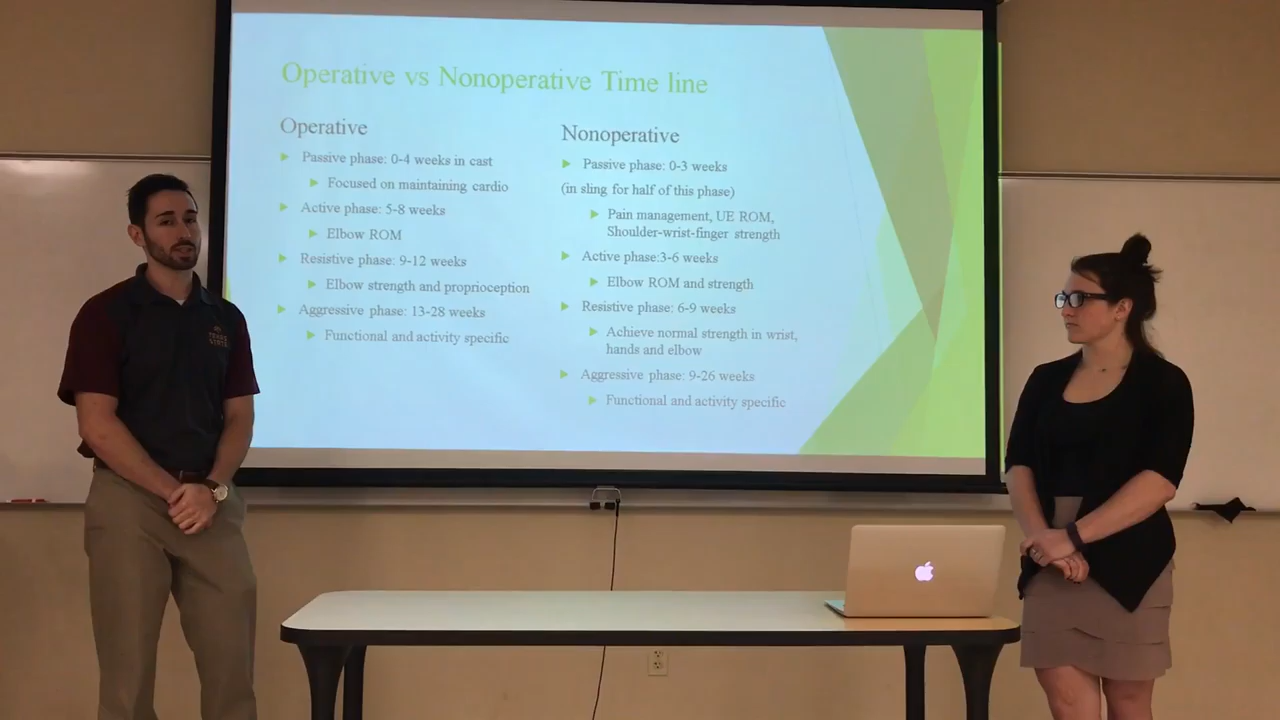 Operative vs Nonoperative Time line
Operative
Passive phase: 0-4 weeks in cast
Focused on maintaining cardio
Active phase: 5-8 weeks
Elbow ROM
Resistive phase: 9-12 weeks
Elbow strength and proprioception
Aggressive phase: 13-28 weeks
Functional and activity specific
Nonoperative
Passive phase: 0-3 weeks
(in sling for half of this phase)
Pain management, UE ROM,
Shoulder-wrist-finger strength
Active phase:3-6 weeks
Elbow ROM and strength
Resistive phase: 6-9 weeks
Achieve normal strength in wrist,
hands and elbow
Aggressive phase: 9-26 weeks
Functional and activity specific